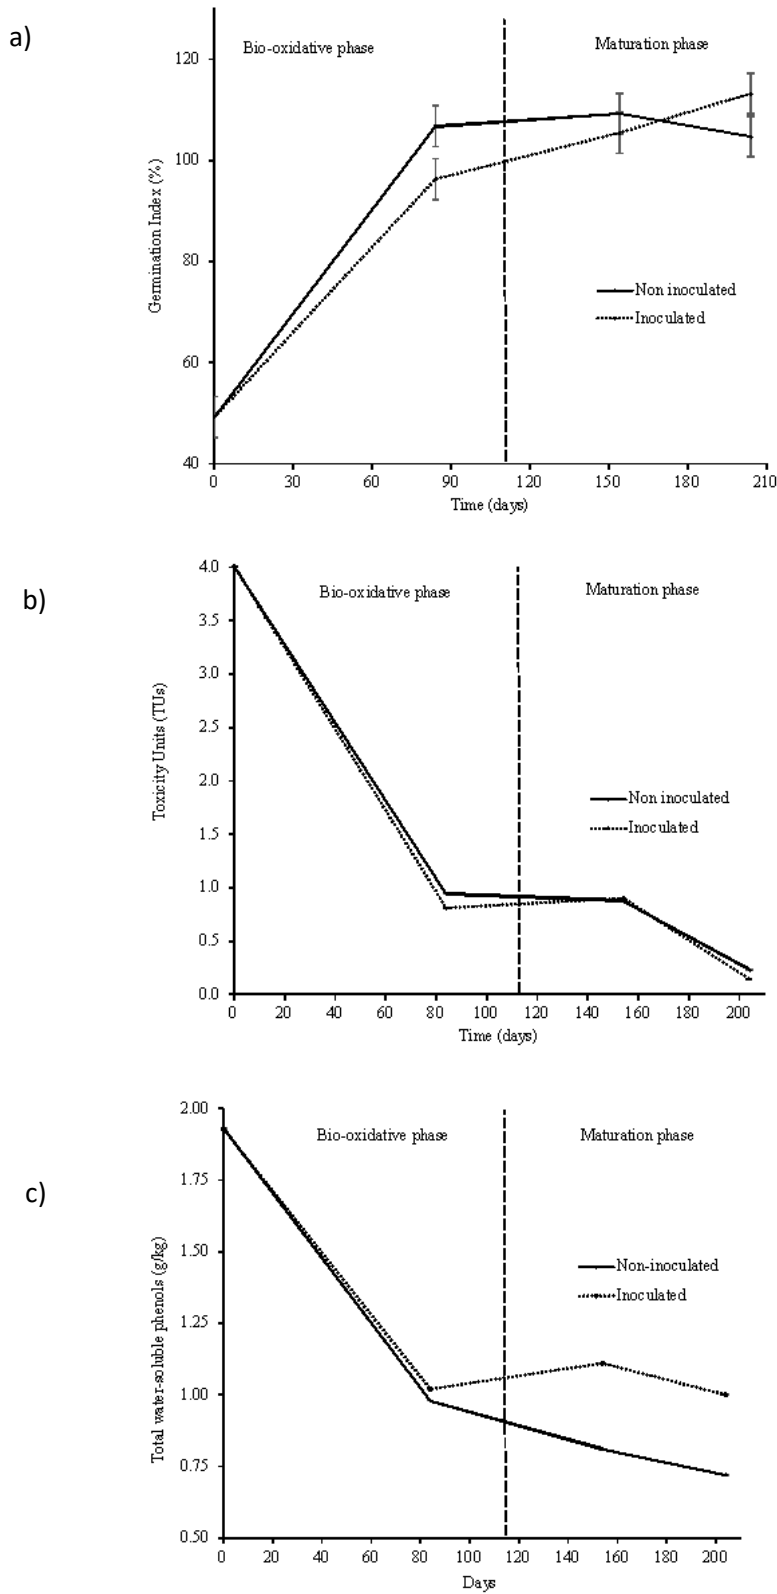 a)
Bio-oxidative phase
Maturation phase
120
100
80
60
40
Germination Index (%)
Non inoculated
Inoculated
0 30 60 90 120 150 180 210
Time (days)
b)
Bio-oxidative phase
Maturation phase
4.0
3.5
3.0
2.5
2.0
1.5
1.0
0.5
0.0
Toxicity Units (TUs)
Non inoculated
Inoculated
0 20 40 60 80 100 120 140 160 180 200
Time (days)
c)
Bio-oxidative phase
Maturation phase
2.00
1.75
1.50
1.25
1.00
0.75
0.50
Total water-soluble phenols (g/kg)
Non-inoculated
Inoculated
0 20 40 60 80 100 120 140 160 180 200
Days